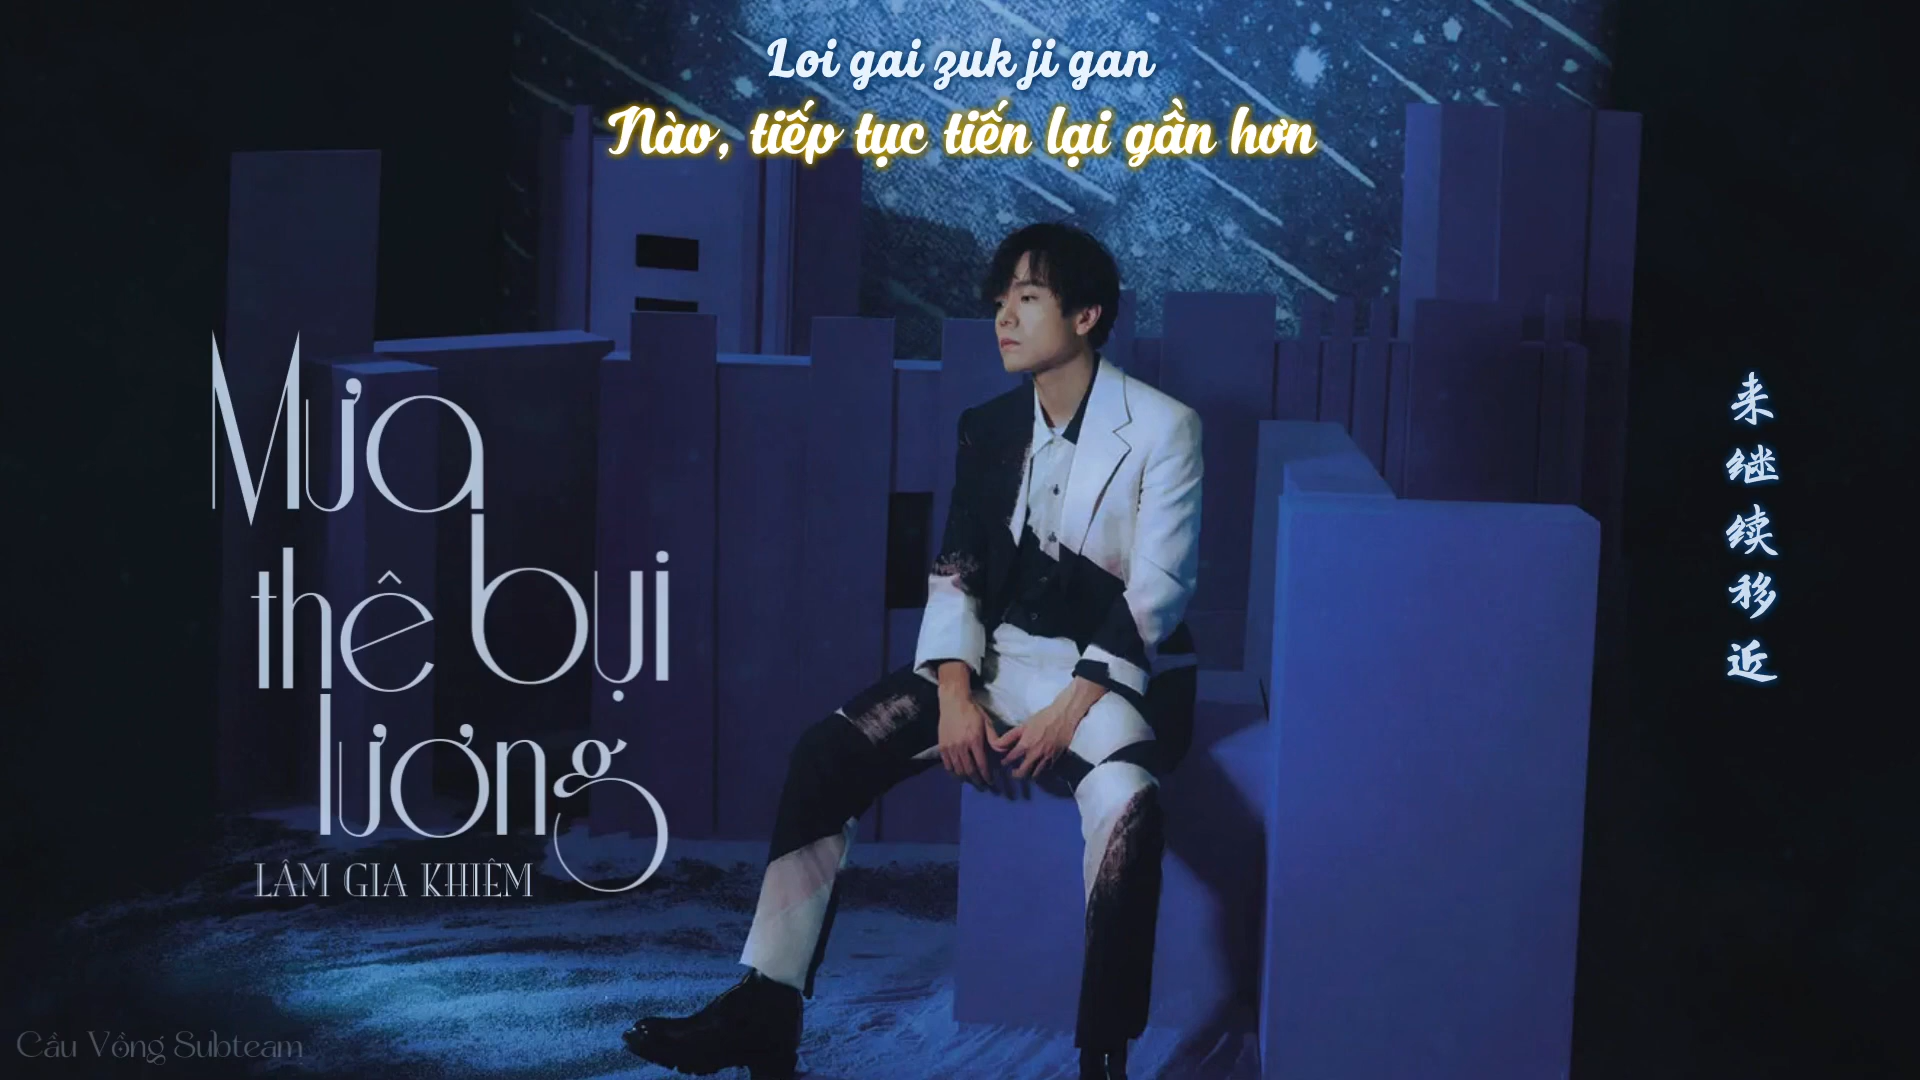 Loi gai zuk ji gan
Nào, tiếp tục tiến lại gần hơn
Mưa
bụi
thê
lương
LÂM GIA KHIÊM
来继续移近
Cầu Vồng Subteam